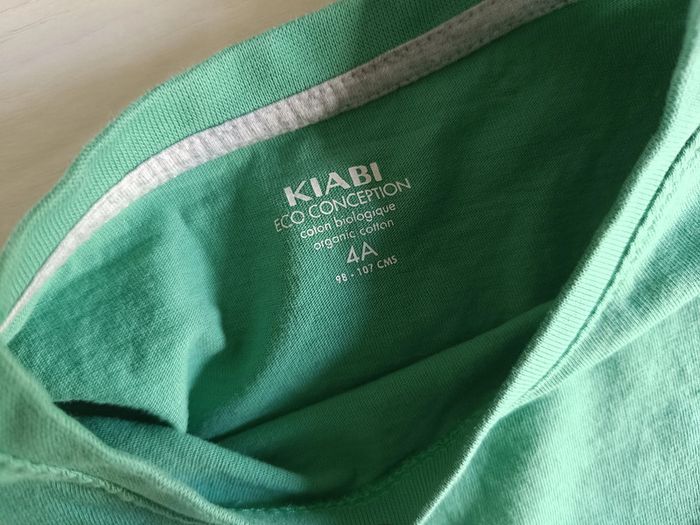 KIABI
ECO CONCEPTION
coton biologique
organic cotton
4A
98 - 107 CMS